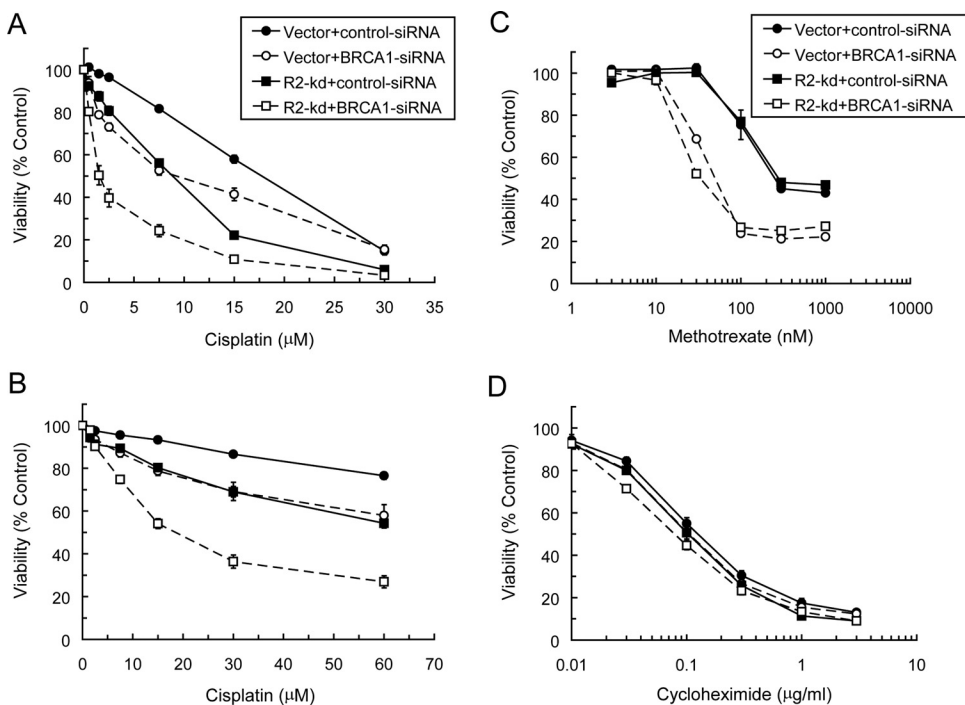 A
Vector+control-siRNA
Vector+BRCA1-siRNA
R2-kd+control-siRNA
R2-kd+BRCA1-siRNA
Viability (% Control)
100
80
60
40
20
0
0 5 10 15 20 25 30 35
Cisplatin (µM)
B
Viability (% Control)
100
80
60
40
20
0
0 10 20 30 40 50 60 70
Cisplatin (µM)
C
Vector+control-siRNA
Vector+BRCA1-siRNA
R2-kd+control-siRNA
R2-kd+BRCA1-siRNA
Viability (% Control)
100
80
60
40
20
0
1 10 100 1000 10000
Methotrexate (nM)
D
Viability (% Control)
100
80
60
40
20
0
0.01 0.1 1 10
Cycloheximide (µg/ml)